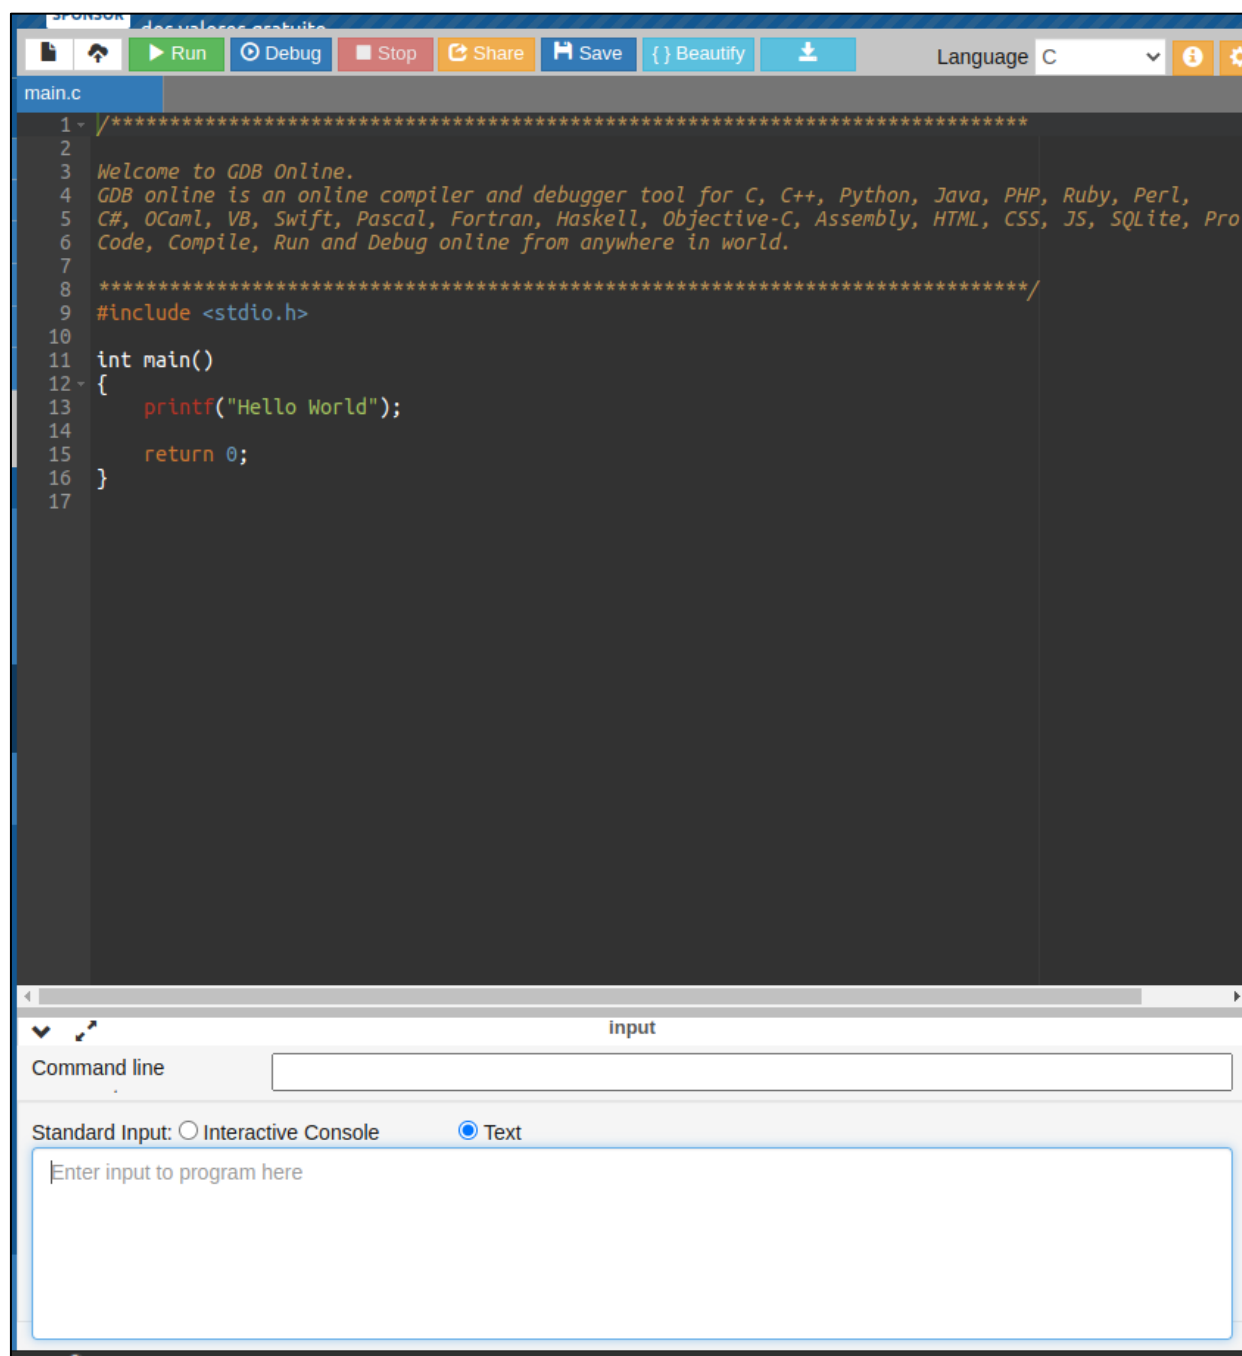 SPONSOR
dos valores gratuito
Run Debug Stop Share Save { } Beautify Language C
main.c
1 /******************************************************************************
2
3 Welcome to GDB Online.
4 GDB online is an online compiler and debugger tool for C, C++, Python, Java, PHP, Ruby, Perl,
5 C#, OCaml, VB, Swift, Pascal, Fortran, Haskell, Objective-C, Assembly, HTML, CSS, JS, SQLite, Pro
6 Code, Compile, Run and Debug online from anywhere in world.
7
8 *******************************************************************************/
9 #include <stdio.h>
10
11 int main()
12 {
13 printf("Hello World");
14
15 return 0;
16 }
17
input
Command line
Standard Input: Interactive Console Text
Enter input to program here